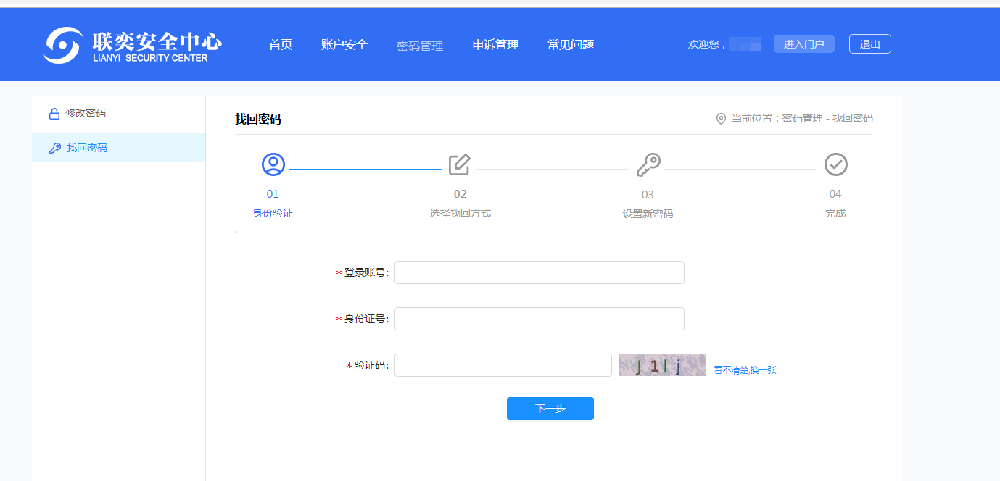 联奕安全中心
LIANYI SECURITY CENTER
首页 账户安全 密码管理 申诉管理 常见问题
欢迎您， 进入门户 退出
修改密码
找回密码
找回密码
当前位置：密码管理 - 找回密码
01 02 03 04
身份验证 选择找回方式 设置新密码 完成
,
* 登录账号:
* 身份证号:
* 验证码:
看不清楚,换一张
下一步